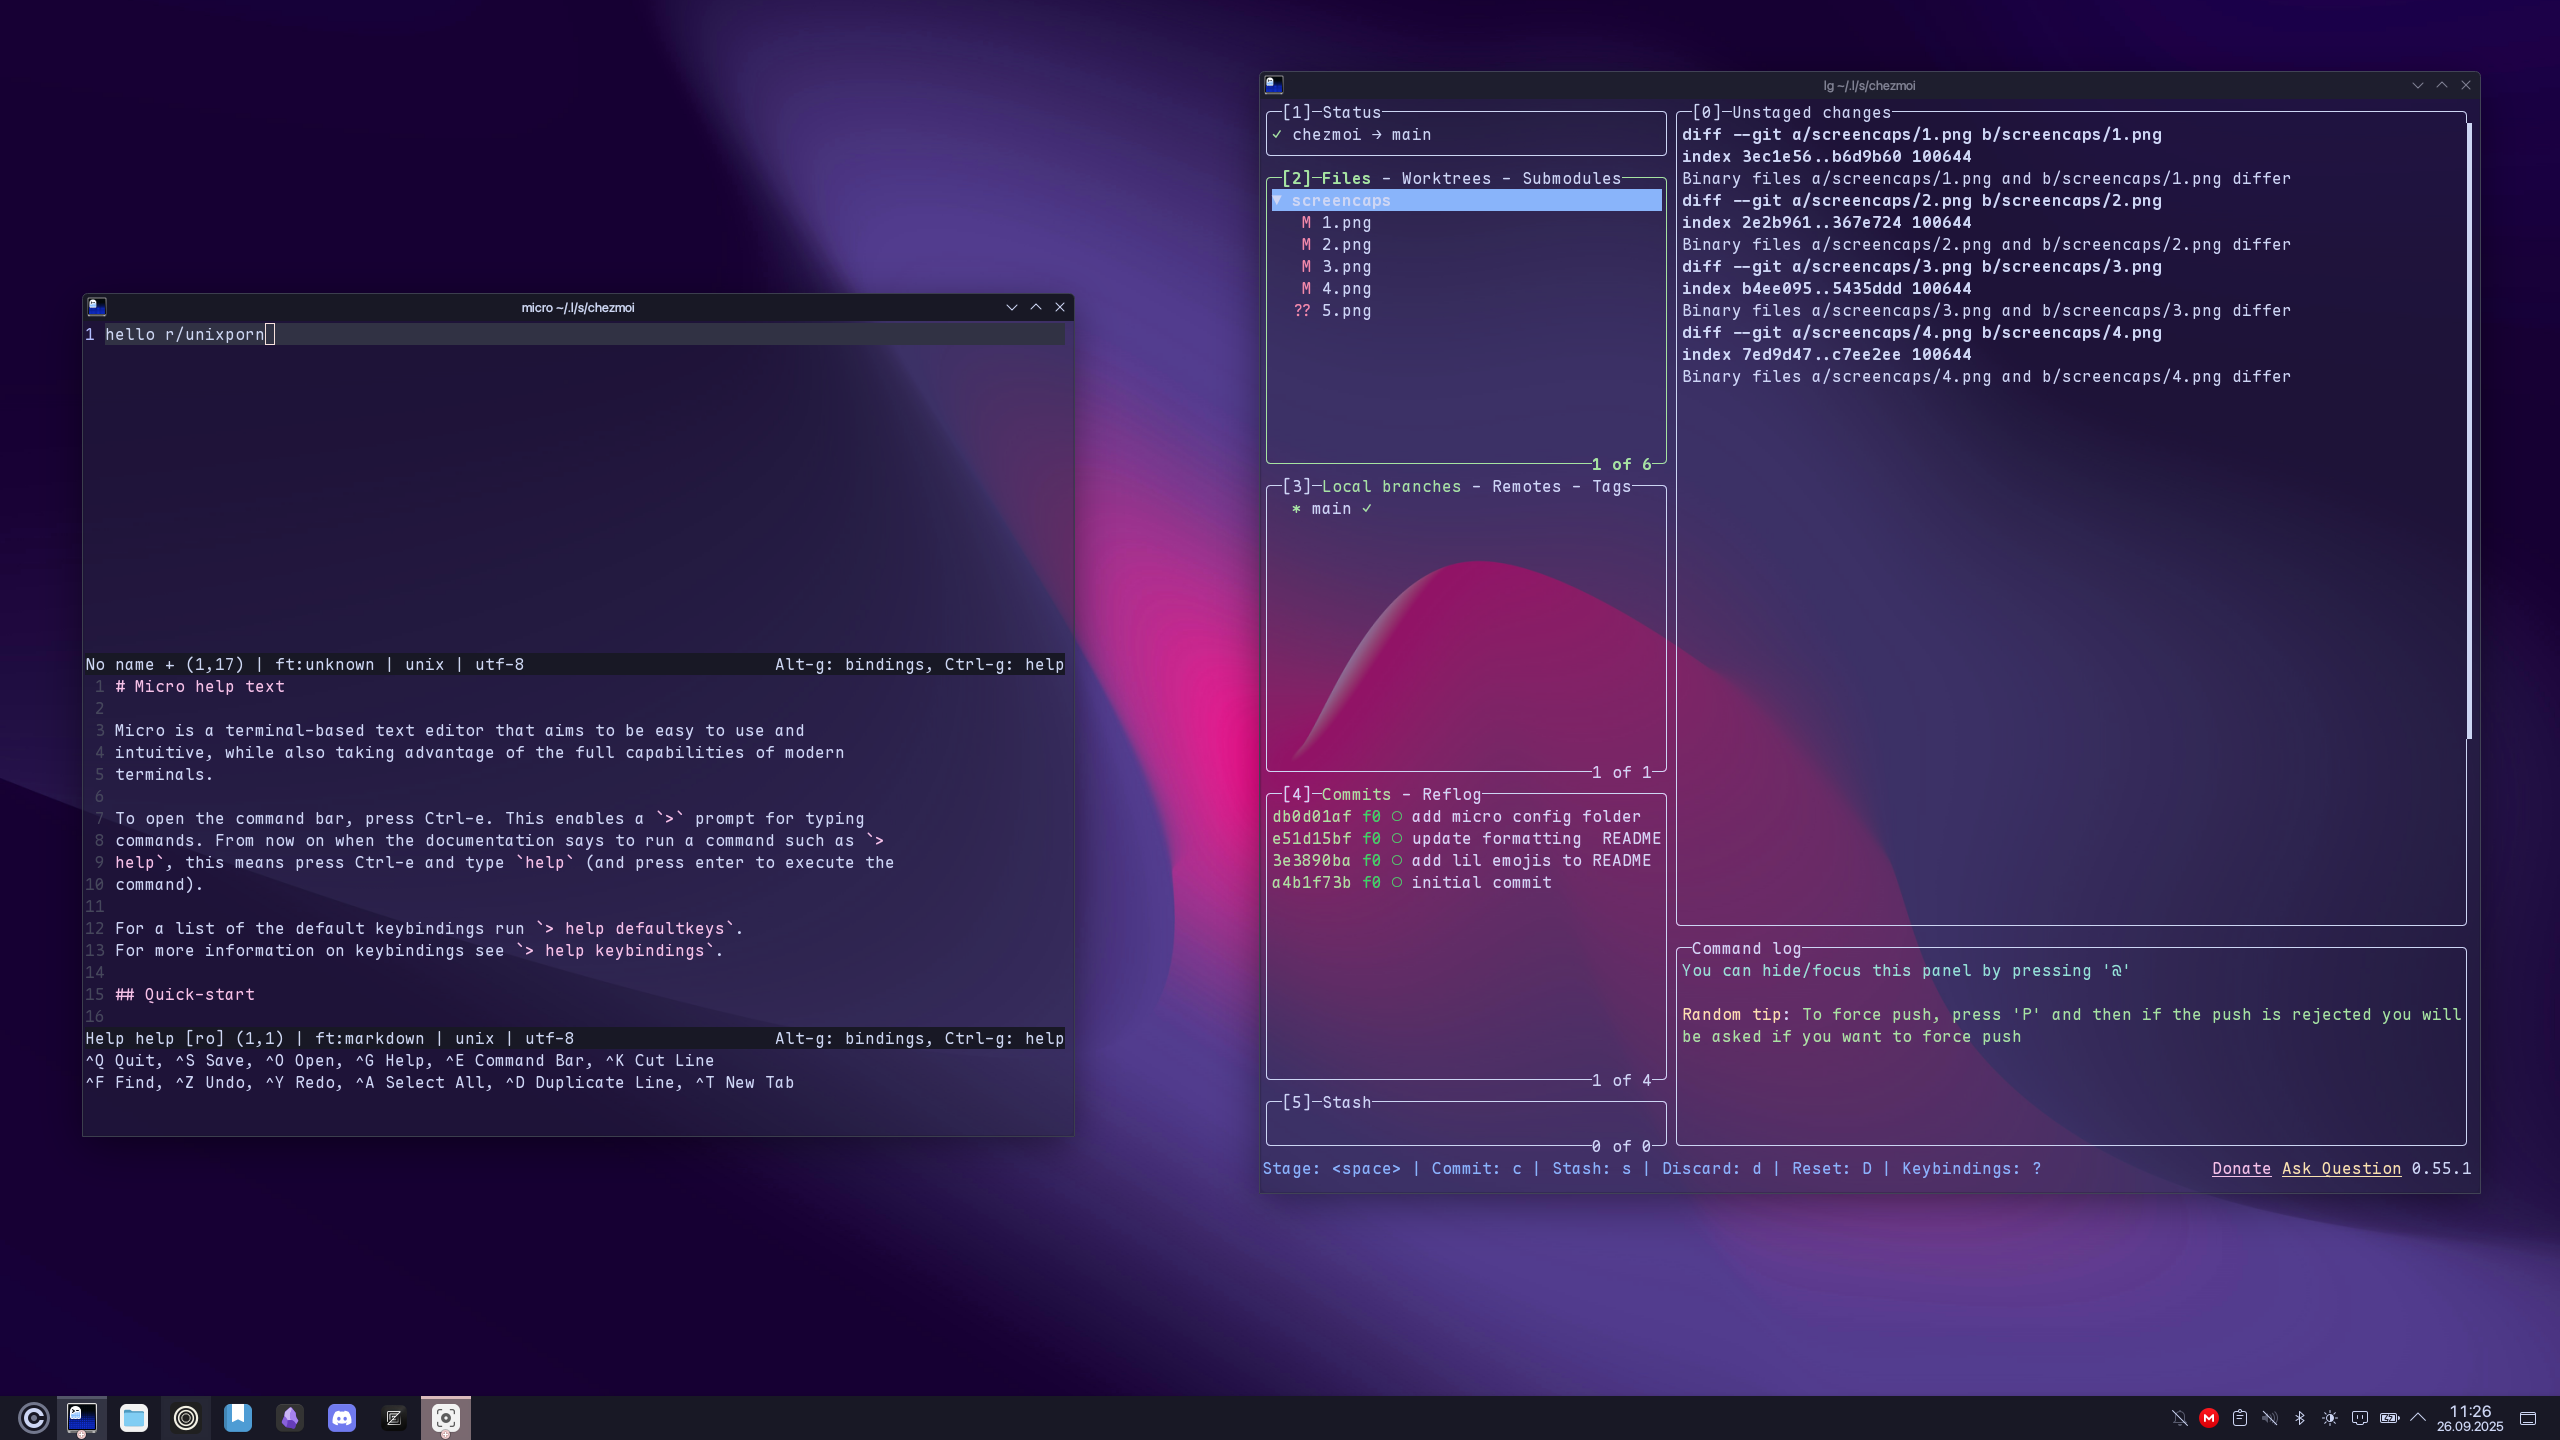 micro ~/.l/s/chezmoi
1 hello r/unixporn
No name + (1,17) | ft:unknown | unix | utf-8 Alt-g: bindings, Ctrl-g: help
1 # Micro help text
2
3 Micro is a terminal-based text editor that aims to be easy to use and
4 intuitive, while also taking advantage of the full capabilities of modern
5 terminals.
6
7 To open the command bar, press Ctrl-e. This enables a `>` prompt for typing
8 commands. From now on when the documentation says to run a command such as `>
9 help`, this means press Ctrl-e and type `help` (and press enter to execute the
10 command).
11
12 For a list of the default keybindings run `> help defaultkeys`.
13 For more information on keybindings see `> help keybindings`.
14
15 ## Quick-start
16
Help help [ro] (1,1) | ft:markdown | unix | utf-8 Alt-g: bindings, Ctrl-g: help
^Q Quit, ^S Save, ^O Open, ^G Help, ^E Command Bar, ^K Cut Line
^F Find, ^Z Undo, ^Y Redo, ^A Select All, ^D Duplicate Line, ^T New Tab
lg ~/.l/s/chezmoi
[1]─Status
✓ chezmoi → main
[2]─Files - Worktrees - Submodules
▼ screencaps
M 1.png
M 2.png
M 3.png
M 4.png
?? 5.png
1 of 6
[3]─Local branches - Remotes - Tags
* main ✓
1 of 1
[4]─Commits - Reflog
db0d01af f0 ○ add micro config folder
e51d15bf f0 ○ update formatting  README
3e3890ba f0 ○ add lil emojis to README
a4b1f73b f0 ○ initial commit
1 of 4
[5]─Stash
0 of 0
[0]─Unstaged changes
diff --git a/screencaps/1.png b/screencaps/1.png
index 3ec1e56..b6d9b60 100644
Binary files a/screencaps/1.png and b/screencaps/1.png differ
diff --git a/screencaps/2.png b/screencaps/2.png
index 2e2b961..367e724 100644
Binary files a/screencaps/2.png and b/screencaps/2.png differ
diff --git a/screencaps/3.png b/screencaps/3.png
index b4ee095..5435ddd 100644
Binary files a/screencaps/3.png and b/screencaps/3.png differ
diff --git a/screencaps/4.png b/screencaps/4.png
index 7ed9d47..c7ee2ee 100644
Binary files a/screencaps/4.png and b/screencaps/4.png differ
Command log
You can hide/focus this panel by pressing '@'
Random tip: To force push, press 'P' and then if the push is rejected you will
be asked if you want to force push
Stage: <space> | Commit: c | Stash: s | Discard: d | Reset: D | Keybindings: ? Donate Ask Question 0.55.1
11:26
26.09.2025